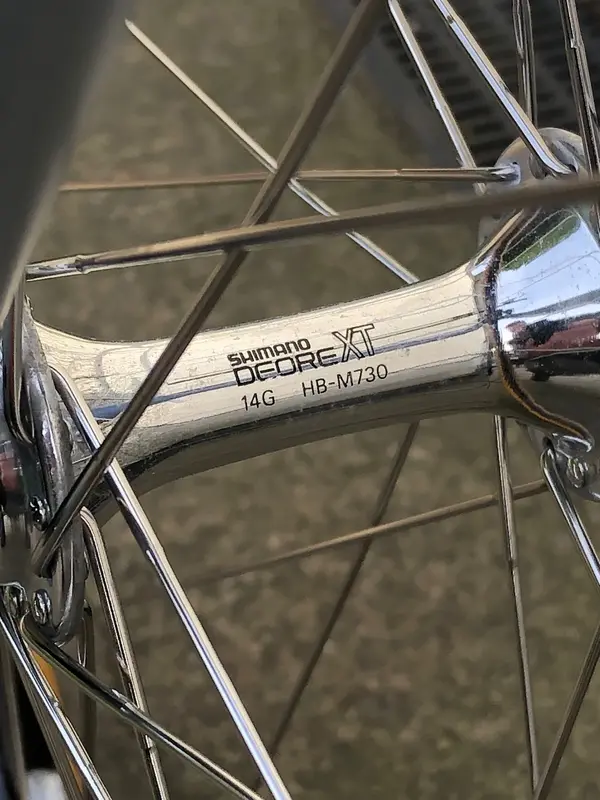 SHIMANO
DEORE XT
14G HB-M730